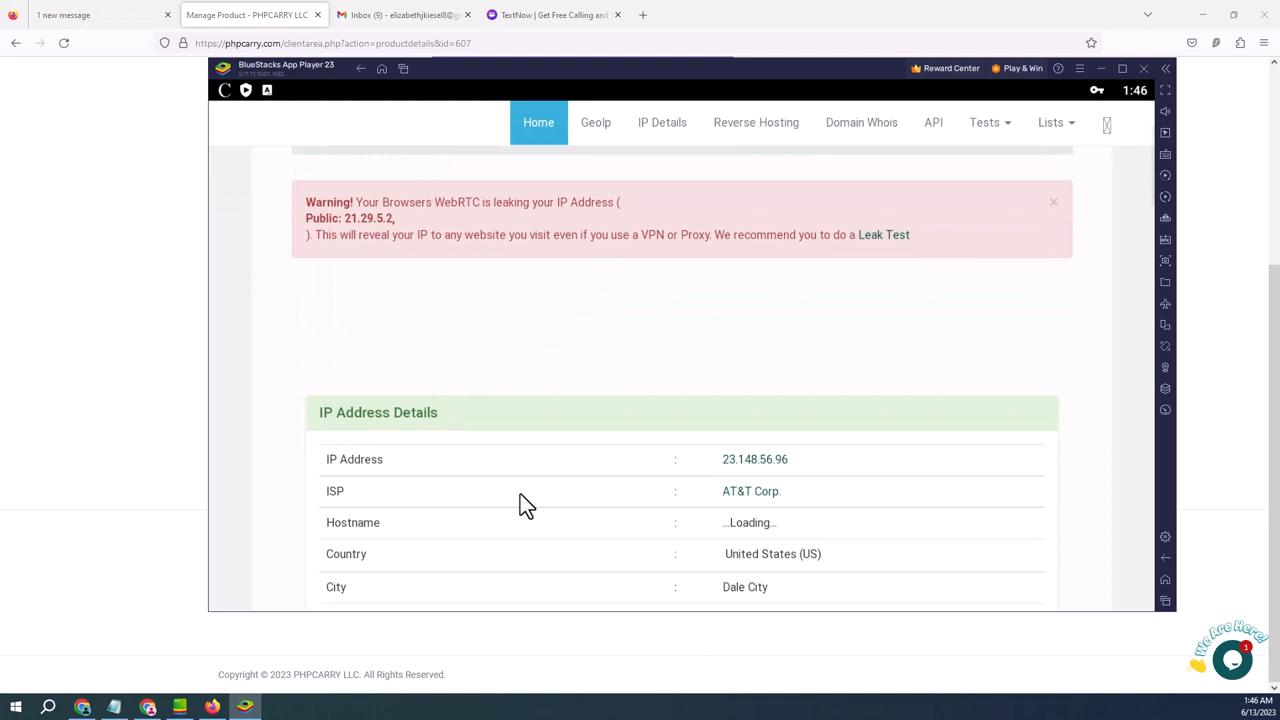 1 new message
Manage Product - PHPCARRY LLC
Inbox (9) - elizabethjkiesel8@gm
TextNow | Get Free Calling and
https://phpcarry.com/clientarea.php?action=productdetails&id=607
BlueStacks App Player 23
Reward Center
Play & Win
1:46
Home
GeoIp
IP Details
Reverse Hosting
Domain Whois
API
Tests
Lists
Warning! Your Browsers WebRTC is leaking your IP Address (
Public: 21.29.5.2,
). This will reveal your IP to any website you visit even if you use a VPN or Proxy. We recommend you to do a Leak Test
IP Address Details
IP Address : 23.148.56.96
ISP : AT&T Corp.
Hostname : ...Loading...
Country : United States (US)
City : Dale City
We Are Here!
1
Copyright © 2023 PHPCARRY LLC. All Rights Reserved.
1:46 AM
6/13/2023